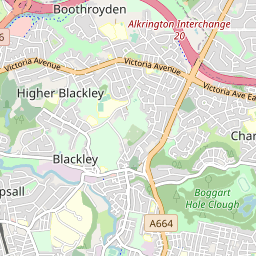 Boothroyden
Alkrington Interchange
20
Victoria Avenue
Victoria Avenue
Victoria Ave Ea
Higher Blackley
Char
Blackley
psall
Boggart
Hole Clough
A664